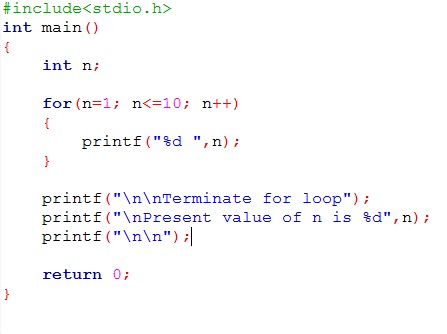 #include<stdio.h>
int main()
{
    int n;

    for(n=1; n<=10; n++)
    {
        printf("%d ",n);
    }

    printf("\n\nTerminate for loop");
    printf("\nPresent value of n is %d",n);
    printf("\n\n");

    return 0;
}